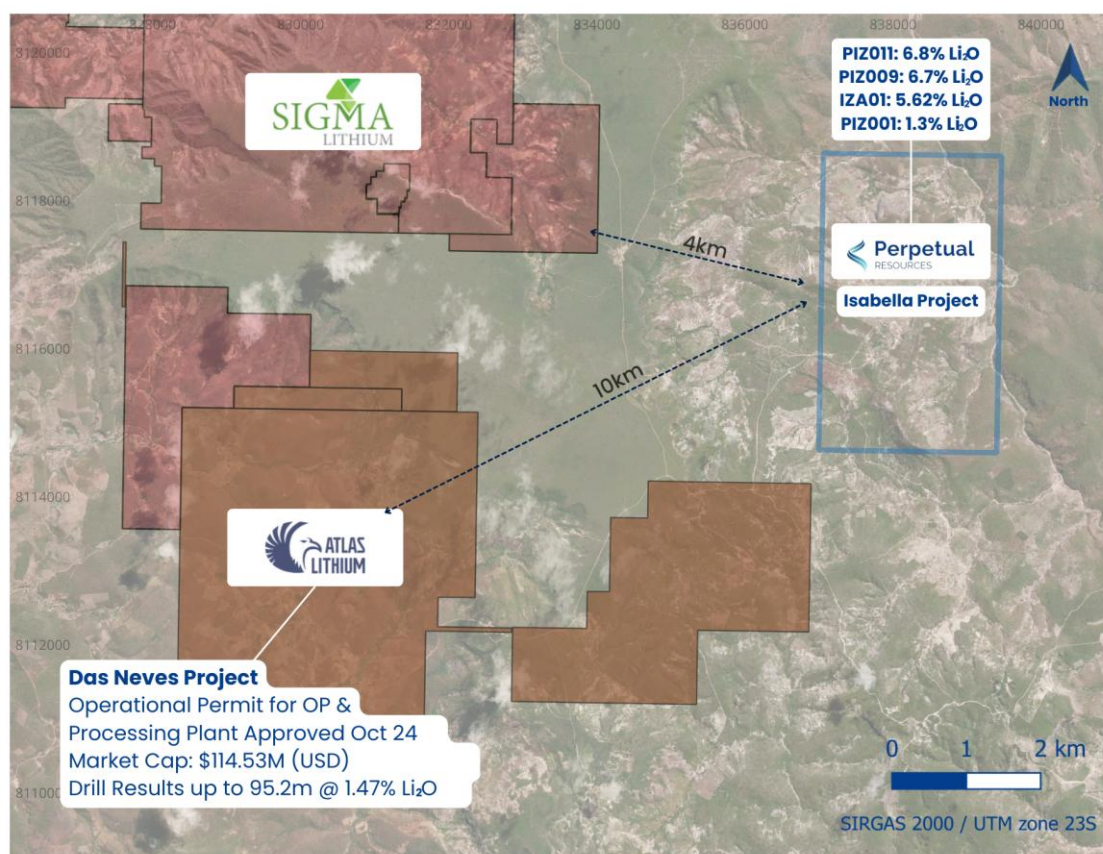 828000 830000 832000 834000 836000 838000 840000
8120000
8118000
8116000
8114000
8112000
8110000
SIGMA
LITHIUM
PIZ011: 6.8% Li₂O
PIZ009: 6.7% Li₂O
IZA01: 5.62% Li₂O
PIZ001: 1.3% Li₂O
North
4km
Perpetual
RESOURCES
Isabella Project
10km
ATLAS
LITHIUM
Das Neves Project
Operational Permit for OP &
Processing Plant Approved Oct 24
Market Cap: $114.53M (USD)
Drill Results up to 95.2m @ 1.47% Li₂O
0 1 2 km
SIRGAS 2000 / UTM zone 23S